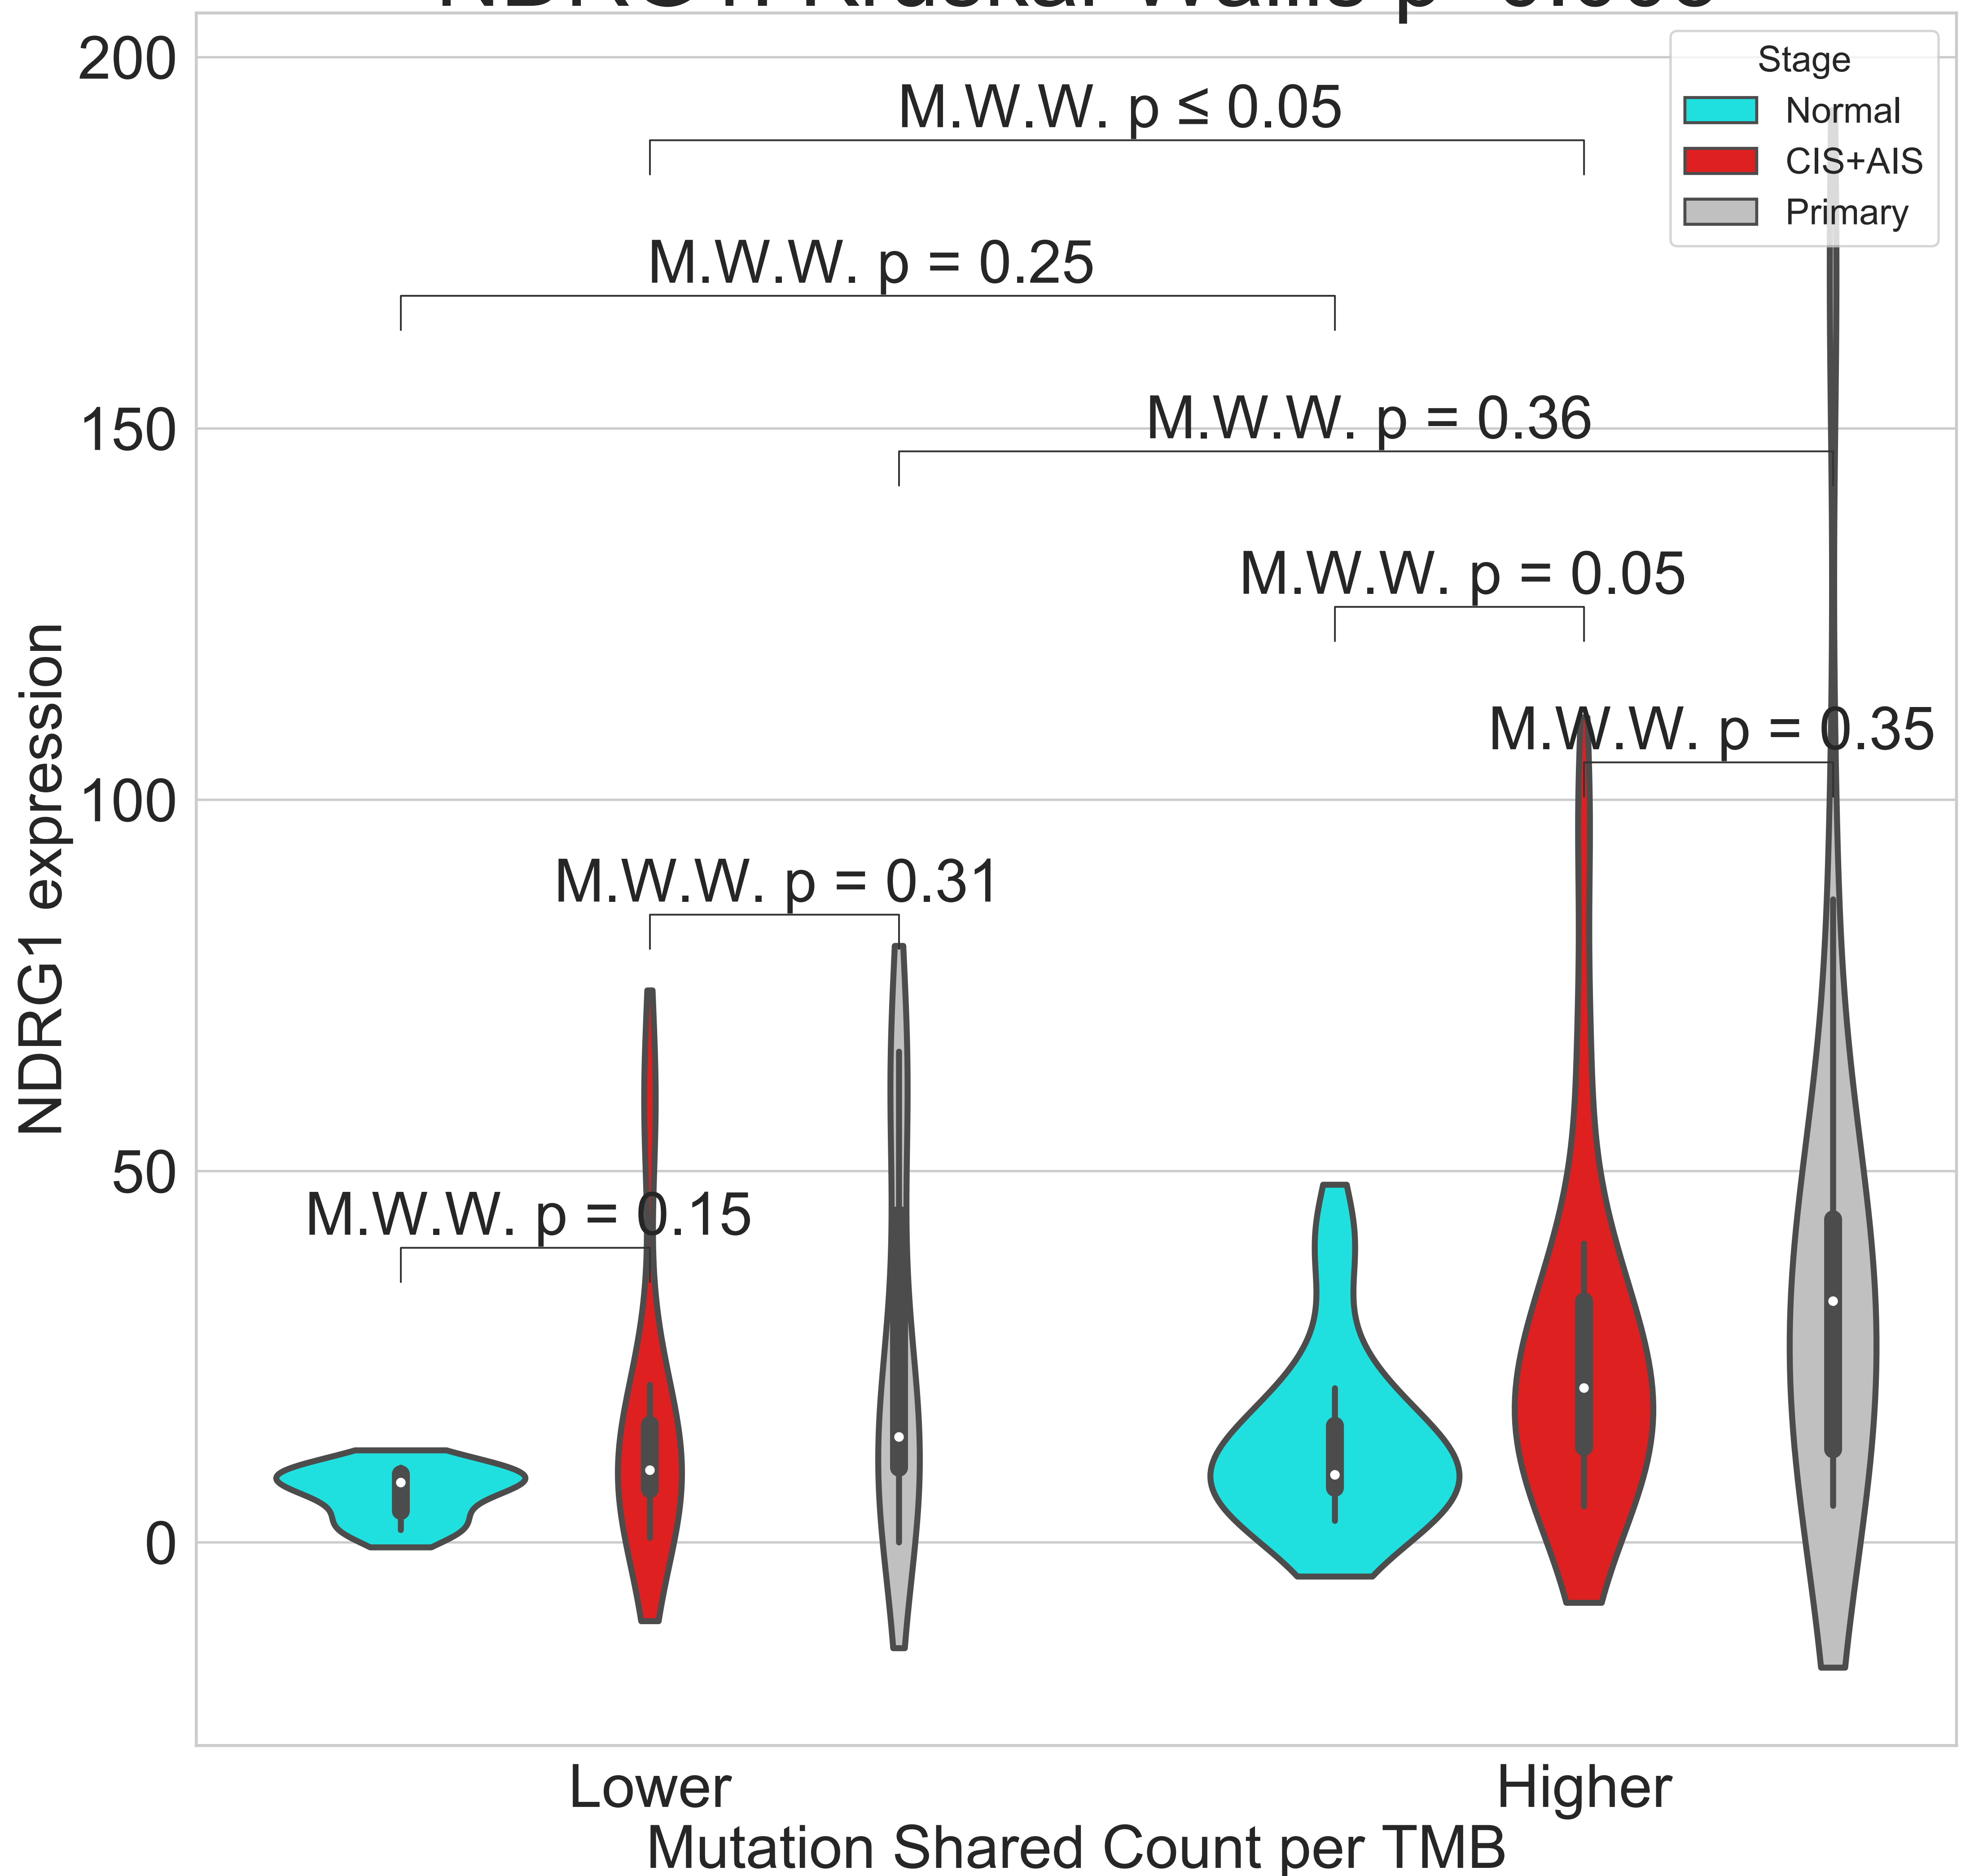 200
150
100
50
0
NDRG1 expression
Stage
Normal
CIS+AIS
Primary
M.W.W. p ≤ 0.05
M.W.W. p = 0.25
M.W.W. p = 0.36
M.W.W. p = 0.05
M.W.W. p = 0.35
M.W.W. p = 0.31
M.W.W. p = 0.15
Lower
Higher
Mutation Shared Count per TMB